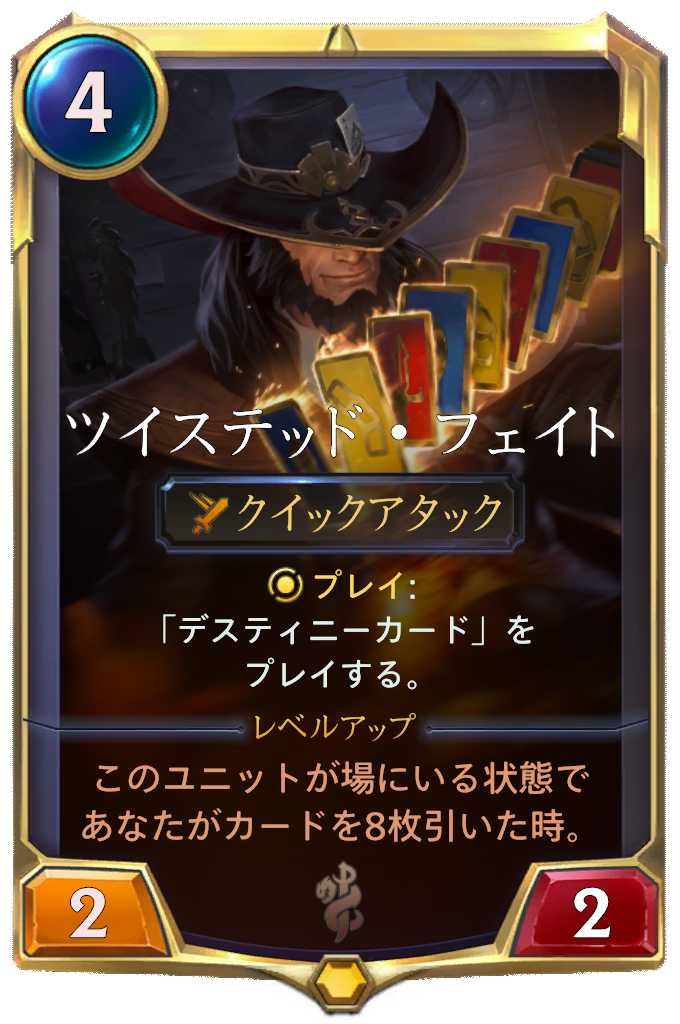 4
ツイステッド・フェイト
クイックアタック
プレイ:
「デスティニーカード」を
プレイする。
レベルアップ
このユニットが場にいる状態で
あなたがカードを8枚引いた時。
2
2